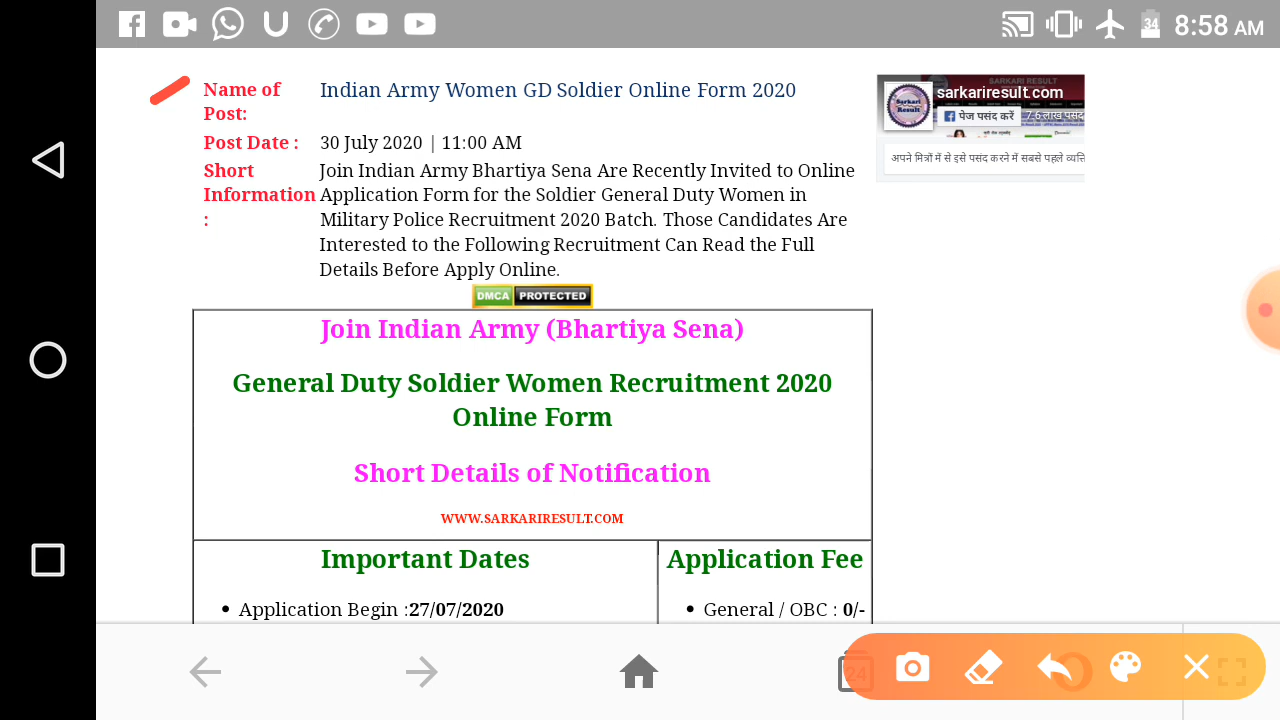 34 8:58 AM
Name of Post: Indian Army Women GD Soldier Online Form 2020
Post Date : 30 July 2020 | 11:00 AM
Short Information : Join Indian Army Bhartiya Sena Are Recently Invited to Online
Application Form for the Soldier General Duty Women in
Military Police Recruitment 2020 Batch. Those Candidates Are
Interested to the Following Recruitment Can Read the Full
Details Before Apply Online.
SARKARI RESULT
sarkariresult.com
Sarkari Result
पेज पसंद करें 7.6 लाख पसंद
अपने मित्रों में से इसे पसंद करने में सबसे पहले व्यक्ति
DMCA PROTECTED
Join Indian Army (Bhartiya Sena)
General Duty Soldier Women Recruitment 2020
Online Form
Short Details of Notification
WWW.SARKARIRESULT.COM
Important Dates
Application Begin :27/07/2020
Application Fee
General / OBC : 0/-
24